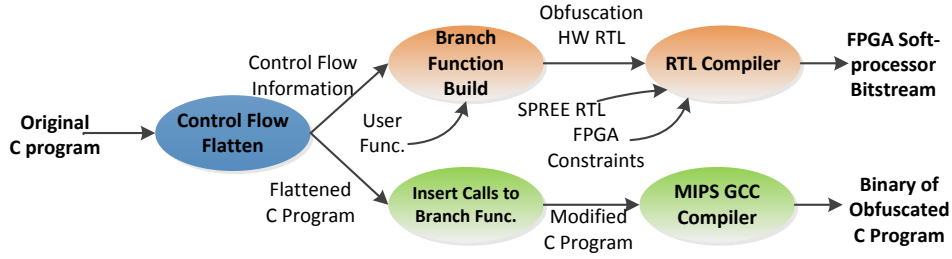 Original
C program
Control Flow
Flatten
Control Flow
Information
Flattened
C Program
Branch
Function
Build
User
Func.
Obfuscation
HW RTL
RTL Compiler
SPREE RTL
FPGA
Constraints
FPGA Soft-
processor
Bitstream
Insert Calls to
Branch Func.
Modified
C Program
MIPS GCC
Compiler
Binary of
Obfuscated
C Program